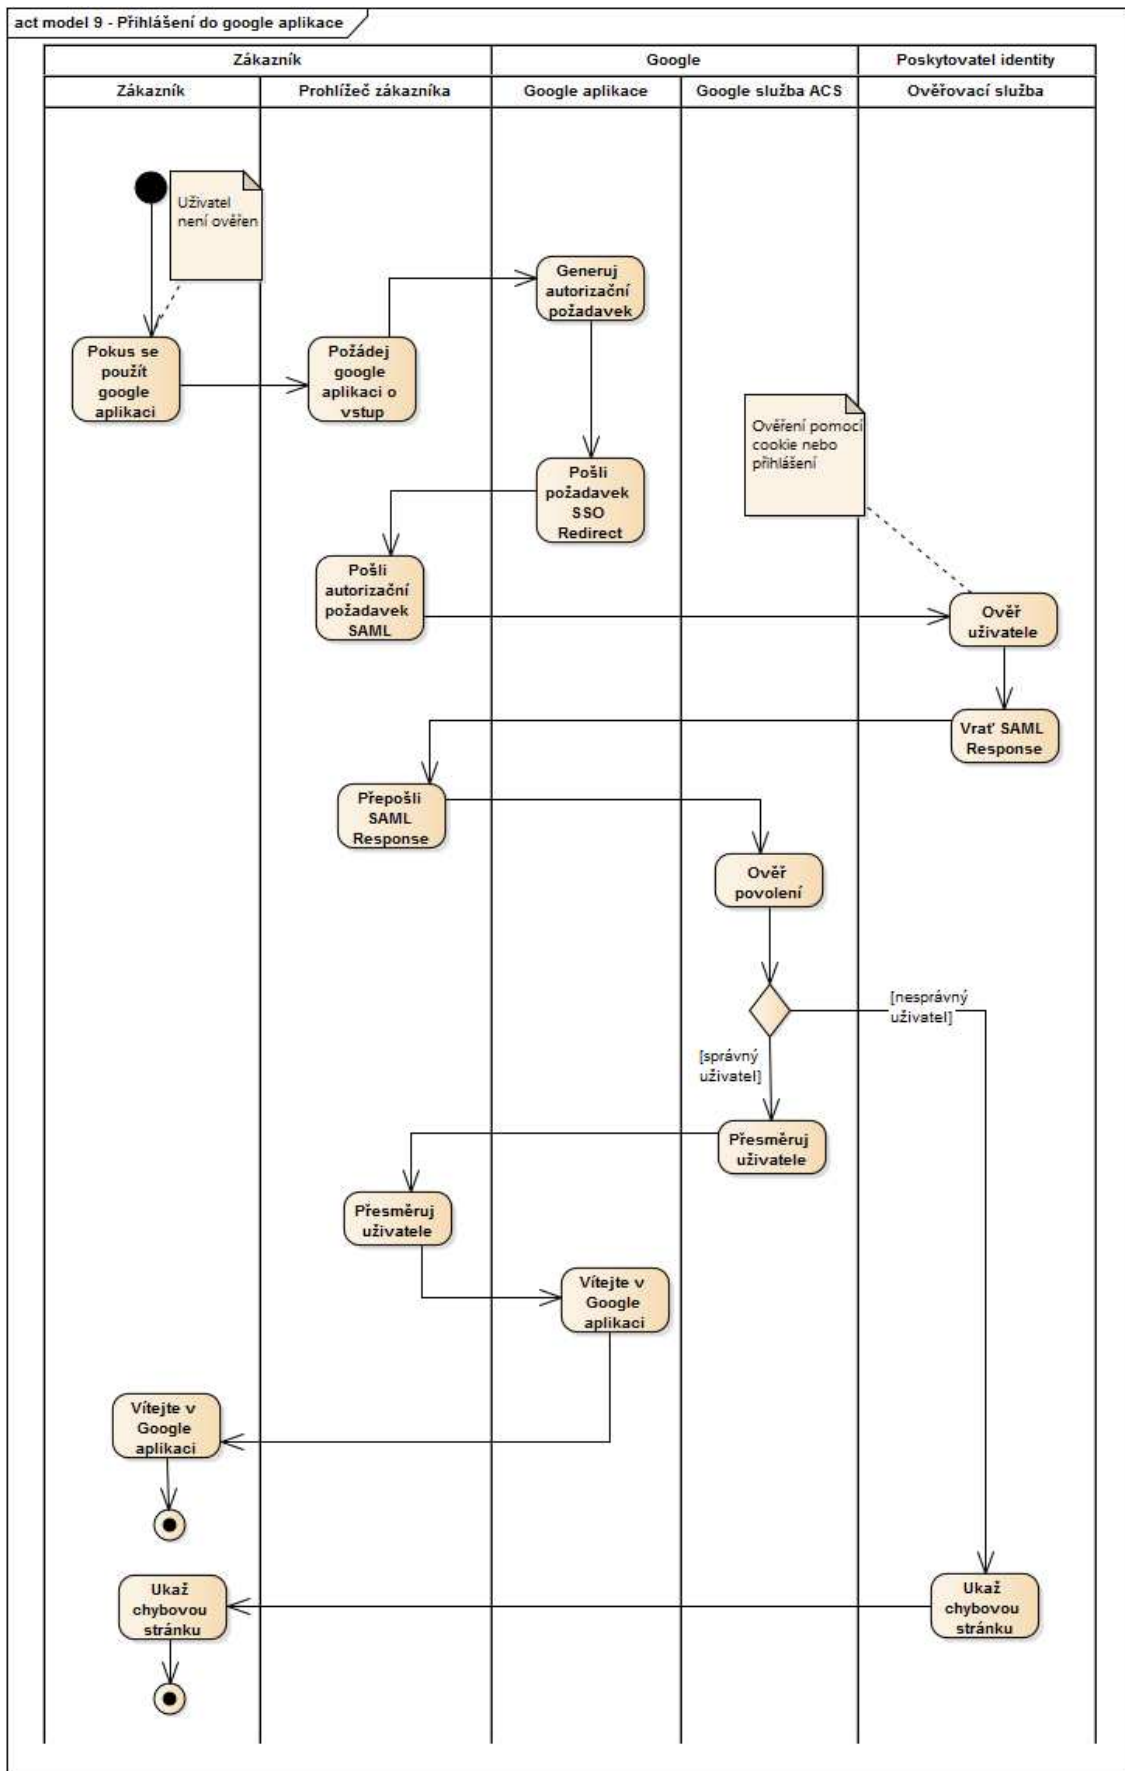 act model 9 - Přihlášení do google aplikace
Zákazník
Google
Poskytovatel identity
Zákazník
Prohlížeč zákazníka
Google aplikace
Google služba ACS
Ověřovací služba
Uživatel
není ověřen
Generuj
autorizační
požadavek
Pokus se
použít
google
aplikaci
Požádej
google
aplikaci o
vstup
Ověření pomocí
cookie nebo
přihlášení
Pošli
požadavek
SSO
Redirect
Pošli
autorizační
požadavek
SAML
Ověř
uživatele
Vrať SAML
Response
Přepošli
SAML
Response
Ověř
povolení
[nesprávný
uživatel]
[správný
uživatel]
Přesměruj
uživatele
Přesměruj
uživatele
Vítejte v
Google
aplikaci
Vítejte v
Google
aplikaci
Ukaž
chybovou
stránku
Ukaž
chybovou
stránku